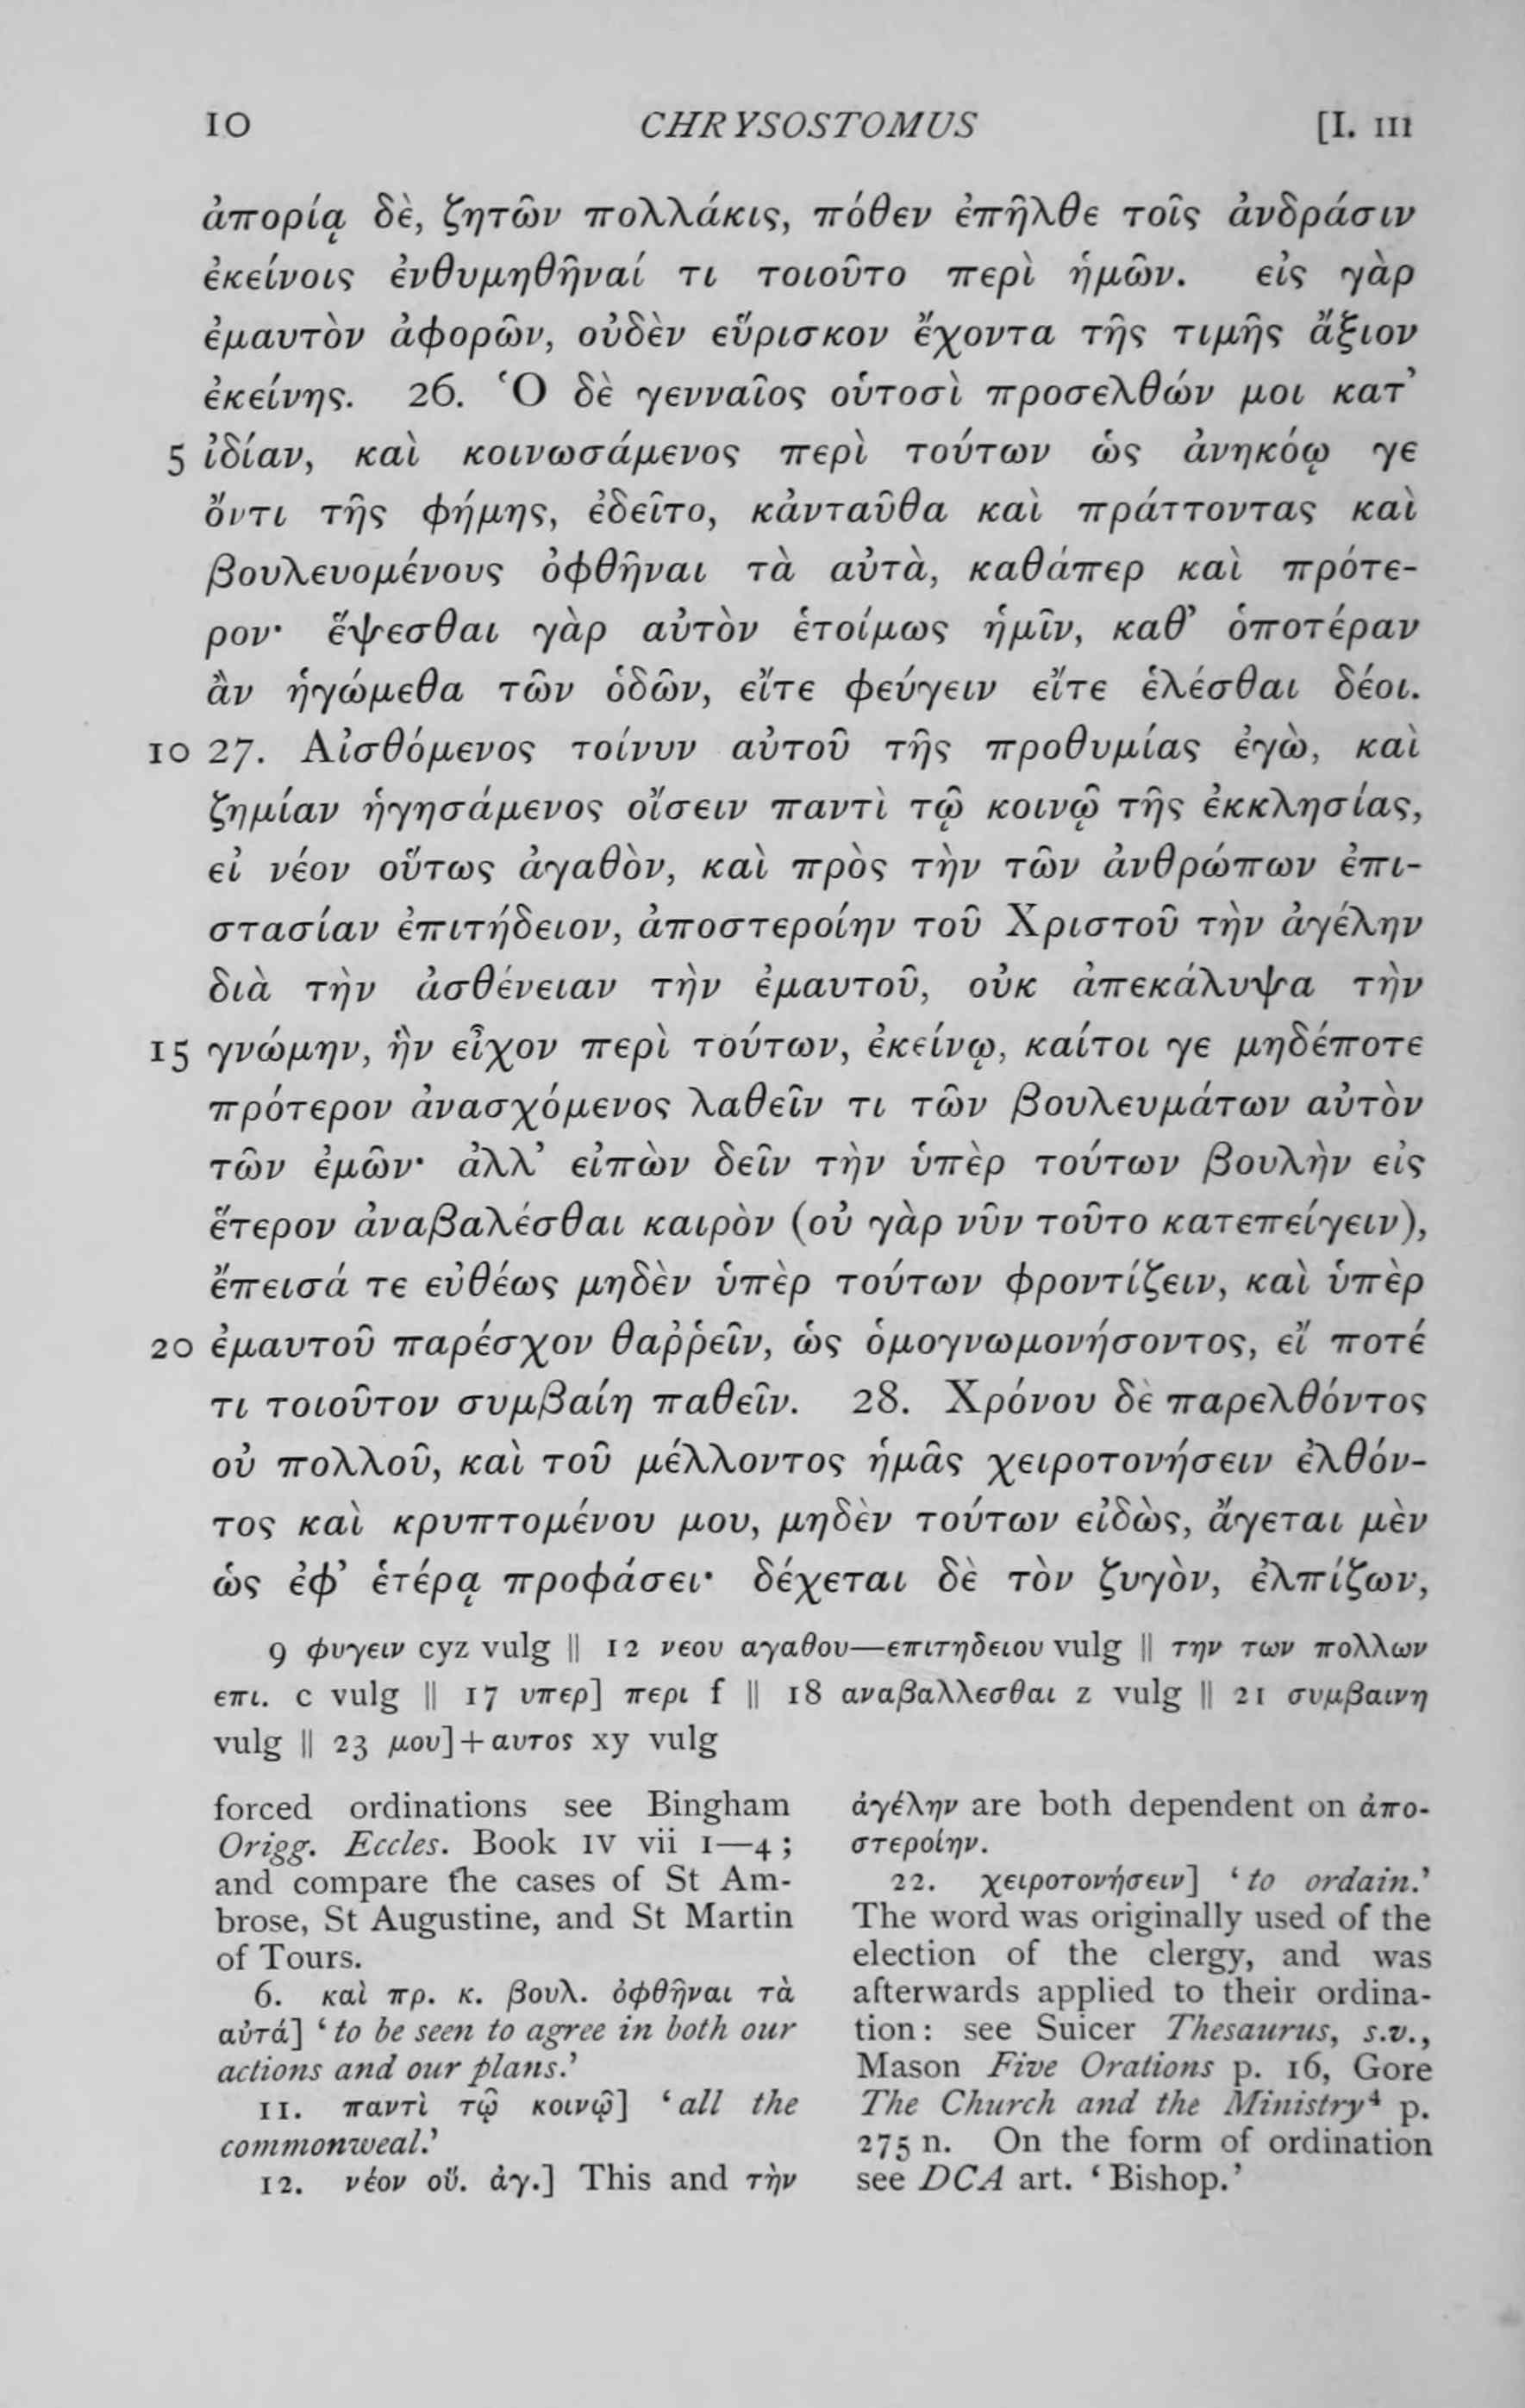 10 CHRYSOSTOMUS [I. III
ἀπορίᾳ δὲ, ζητῶν πολλάκις, πόθεν ἐπῆλθε τοῖς ἀνδράσιν
ἐκείνοις ἐνθυμηθῆναί τι τοιοῦτο περὶ ἡμῶν. εἰς γὰρ
ἐμαυτὸν ἀφορῶν, οὐδὲν εὕρισκον ἔχοντα τῆς τιμῆς ἄξιον
ἐκείνης. 26. Ὁ δὲ γενναῖος οὑτοσὶ προσελθών μοι κατ’
5 ἰδίαν, καὶ κοινωσάμενος περὶ τούτων ὡς ἀνηκόῳ γε
ὄντι τῆς φήμης, ἐδεῖτο, κἀνταῦθα καὶ πράττοντας καὶ
βουλευομένους ὀφθῆναι τὰ αὐτὰ, καθάπερ καὶ πρότε-
ρον· ἕψεσθαι γὰρ αὐτὸν ἑτοίμως ἡμῖν, καθ’ ὁποτέραν
ἂν ἡγώμεθα τῶν ὁδῶν, εἴτε φεύγειν εἴτε ἑλέσθαι δέοι.
10 27. Αἰσθόμενος τοίνυν αὐτοῦ τῆς προθυμίας ἐγὼ, καὶ
ζημίαν ἡγησάμενος οἴσειν παντὶ τῷ κοινῷ τῆς ἐκκλησίας,
εἰ νέον οὕτως ἀγαθὸν, καὶ πρὸς τὴν τῶν ἀνθρώπων ἐπι-
στασίαν ἐπιτήδειον, ἀποστεροίην τοῦ Χριστοῦ τὴν ἀγέλην
διὰ τὴν ἀσθένειαν τὴν ἐμαυτοῦ, οὐκ ἀπεκάλυψα τὴν
15 γνώμην, ἣν εἶχον περὶ τούτων, ἐκείνῳ, καίτοι γε μηδέποτε
πρότερον ἀνασχόμενος λαθεῖν τι τῶν βουλευμάτων αὐτὸν
τῶν ἐμῶν· ἀλλ’ εἰπὼν δεῖν τὴν ὑπὲρ τούτων βουλὴν εἰς
ἕτερον ἀναβαλέσθαι καιρὸν (οὐ γὰρ νῦν τοῦτο κατεπείγειν),
ἔπεισά τε εὐθέως μηδὲν ὑπὲρ τούτων φροντίζειν, καὶ ὑπὲρ
20 ἐμαυτοῦ παρέσχον θαῤῥεῖν, ὡς ὁμογνωμονήσοντος, εἴ ποτέ
τι τοιοῦτον συμβαίη παθεῖν. 28. Χρόνου δὲ παρελθόντος
οὐ πολλοῦ, καὶ τοῦ μέλλοντος ἡμᾶς χειροτονήσειν ἐλθόν-
τος καὶ κρυπτομένου μου, μηδὲν τούτων εἰδὼς, ἄγεται μὲν
ὡς ἐφ’ ἑτέρᾳ προφάσει· δέχεται δὲ τὸν ζυγὸν, ἐλπίζων,
9 φυγειν cyz vulg || 12 νεου αγαθου—επιτηδειου vulg || την των πολλων
επι. c vulg || 17 υπερ] περι f || 18 αναβαλλεσθαι z vulg || 21 συμβαινη
vulg || 23 μου]+αυτος xy vulg
forced ordinations see Bingham
Origg. Eccles. Book IV vii 1—4;
and compare the cases of St Am-
brose, St Augustine, and St Martin
of Tours.
6. καὶ πρ. κ. βουλ. ὀφθῆναι τὰ
αὐτά] ‘to be seen to agree in both our
actions and our plans.’
11. παντὶ τῷ κοινῷ] ‘all the
commonweal.’
12. νέον οὕ. ἀγ.] This and τὴν
ἀγέλην are both dependent on ἀπο-
στεροίην.
22. χειροτονήσειν] ‘to ordain.’
The word was originally used of the
election of the clergy, and was
afterwards applied to their ordina-
tion: see Suicer Thesaurus, s.v.,
Mason Five Orations p. 16, Gore
The Church and the Ministry⁴ p.
275 n. On the form of ordination
see DCA art. ‘Bishop.’